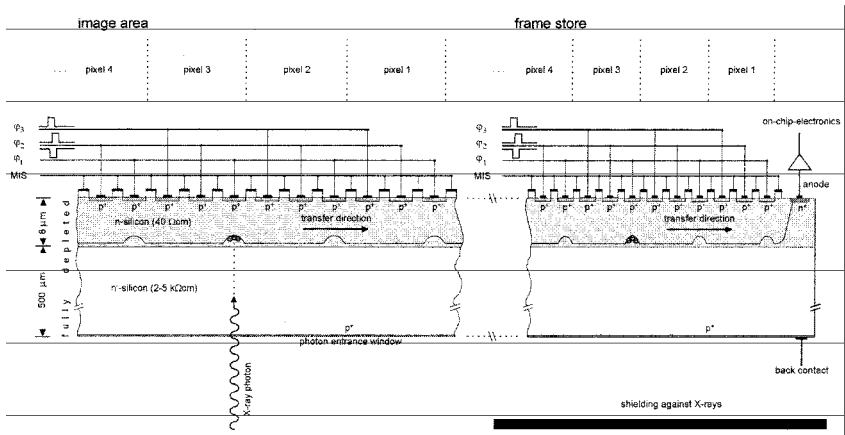 image area
frame store
... pixel 4 pixel 3 pixel 2 pixel 1
... pixel 4 pixel 3 pixel 2 pixel 1
φ3
φ2
φ1
MIS
φ3
φ2
φ1
MIS
on-chip-electronics
anode
p+ p+ p+ p+ p+ p+ p+ p+ p+ p+ p+
p+ p+ p+ p+ p+ p+ p+ p+ p+ p+ p+ n+
n-silicon (40 Ωcm)
transfer direction
transfer direction
8 µm
500 µm
fully depleted
n-silicon (2-5 kΩcm)
p+
p+
photon entrance window
X-ray photon
back contact
shielding against X-rays